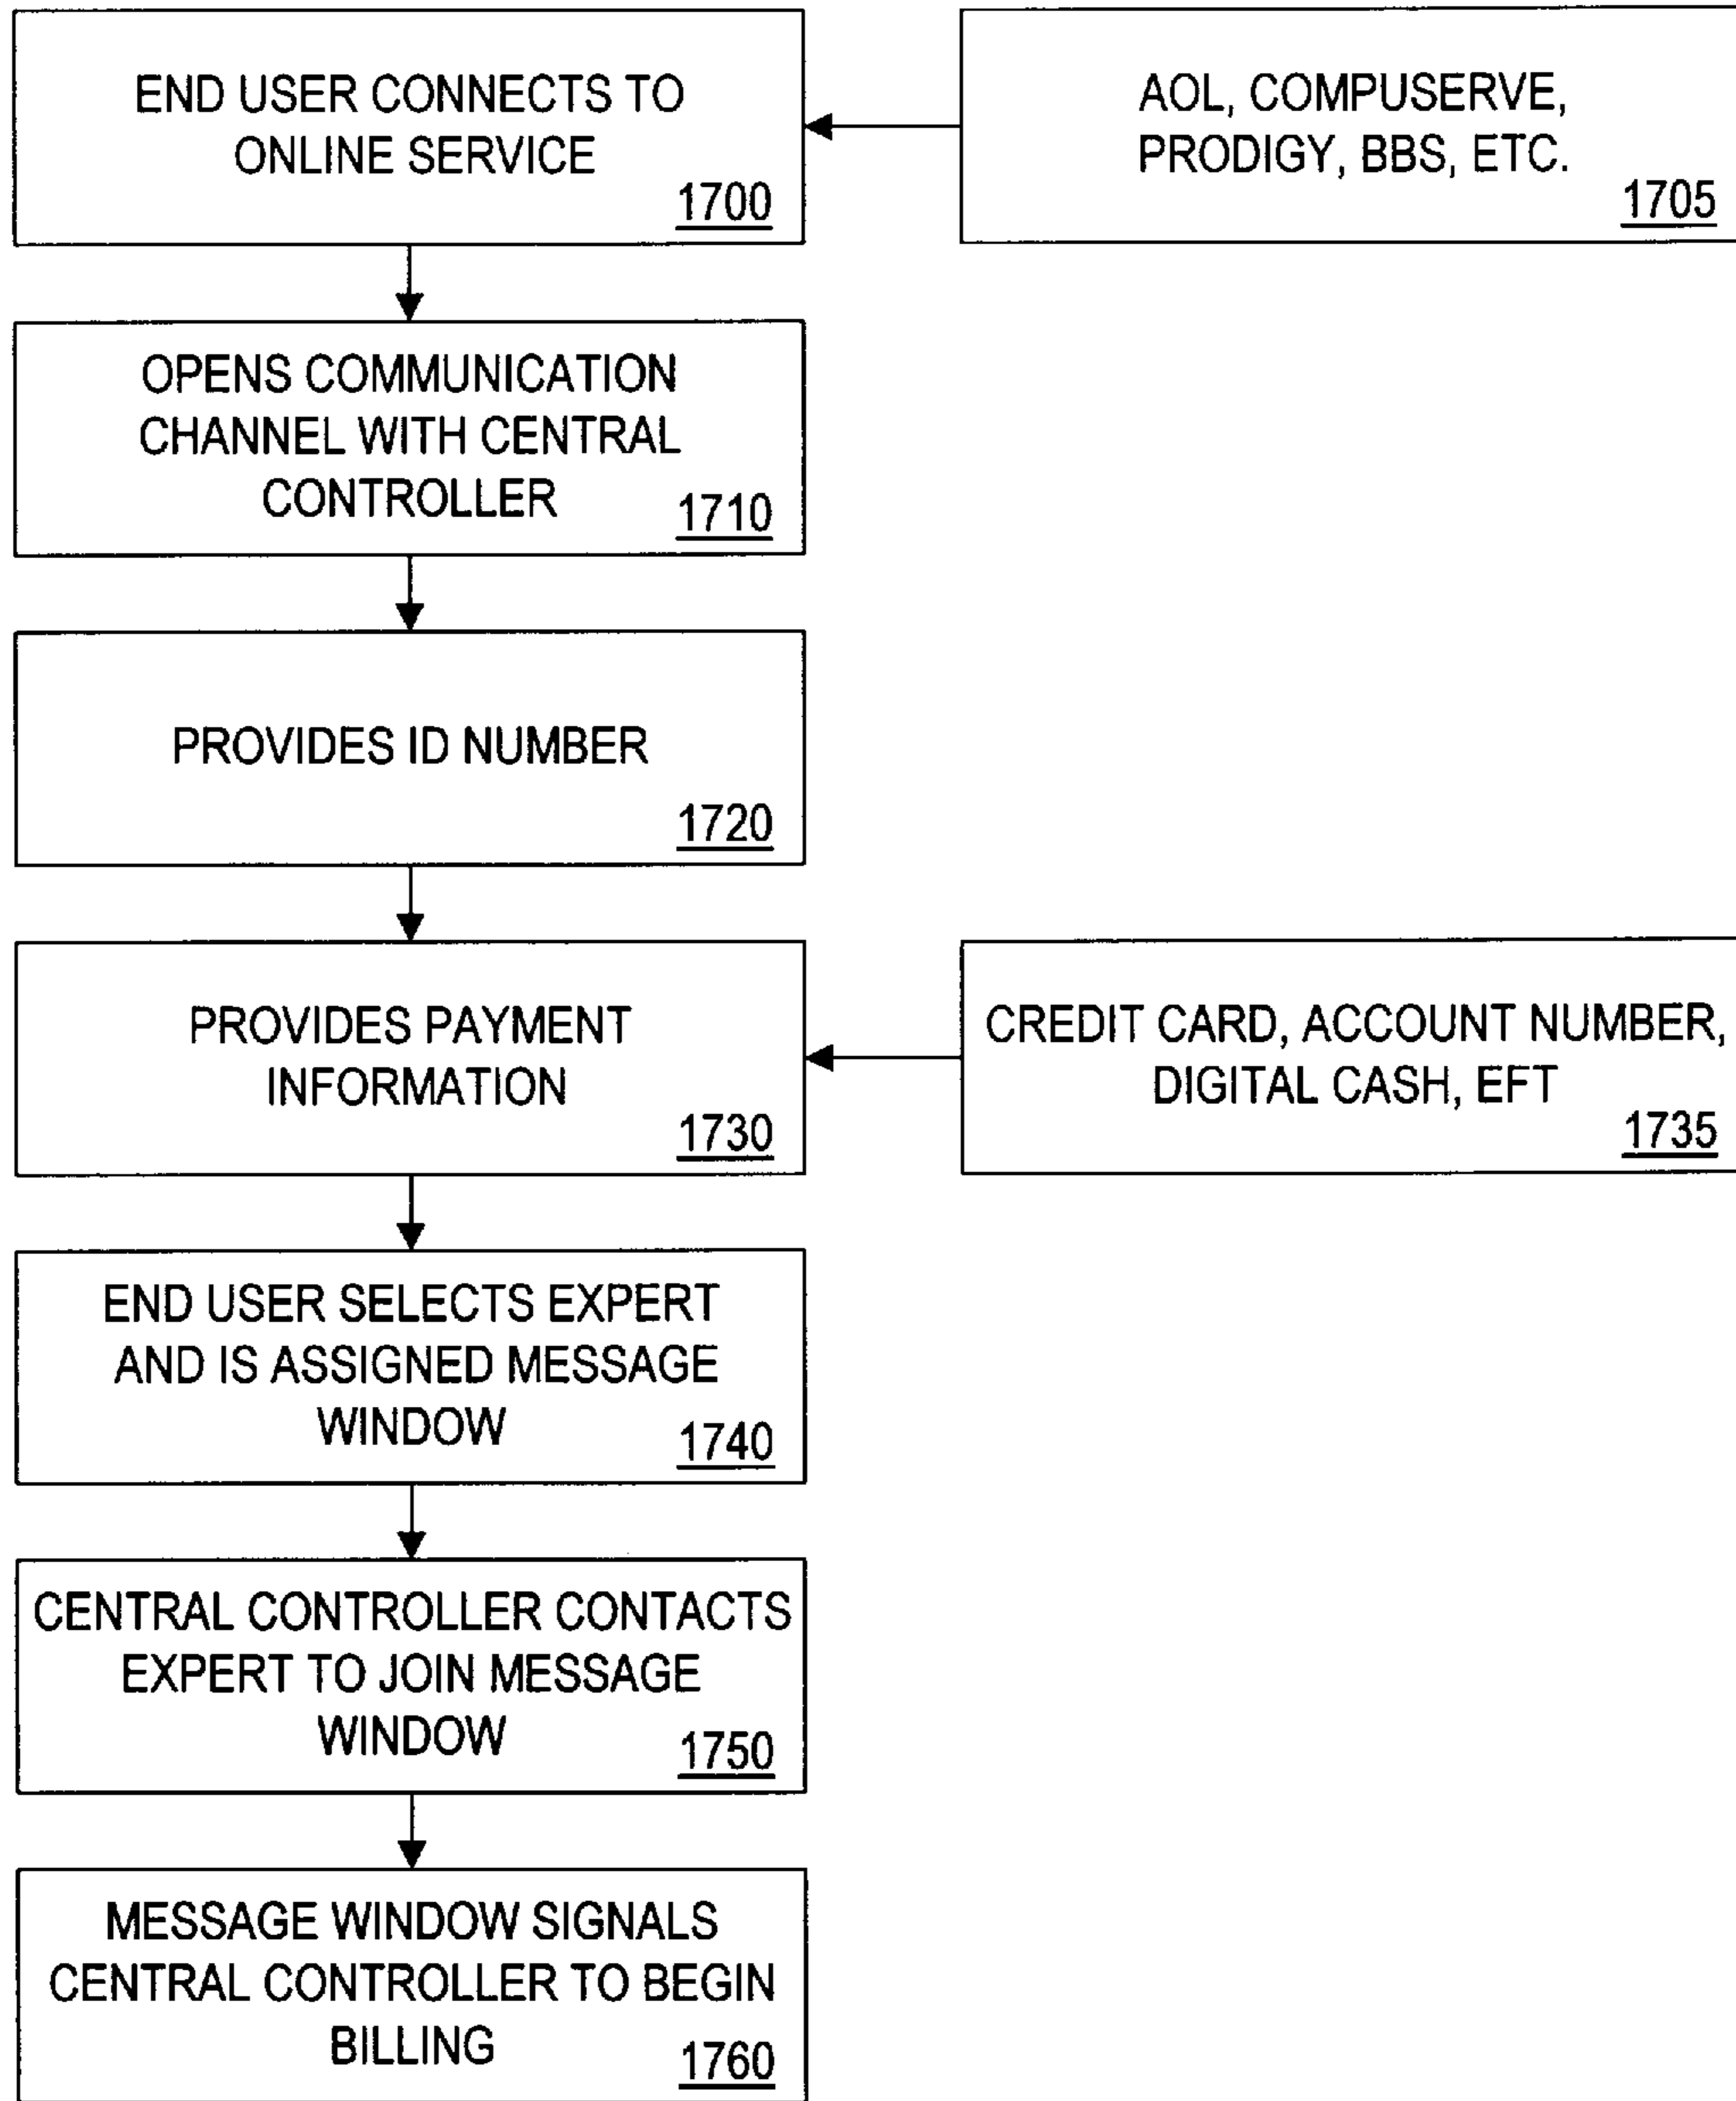 END USER CONNECTS TO
ONLINE SERVICE
1700
AOL, COMPUSERVE,
PRODIGY, BBS, ETC.
1705
OPENS COMMUNICATION
CHANNEL WITH CENTRAL
CONTROLLER
1710
PROVIDES ID NUMBER
1720
PROVIDES PAYMENT
INFORMATION
1730
CREDIT CARD, ACCOUNT NUMBER,
DIGITAL CASH, EFT
1735
END USER SELECTS EXPERT
AND IS ASSIGNED MESSAGE
WINDOW
1740
CENTRAL CONTROLLER CONTACTS
EXPERT TO JOIN MESSAGE
WINDOW
1750
MESSAGE WINDOW SIGNALS
CENTRAL CONTROLLER TO BEGIN
BILLING
1760